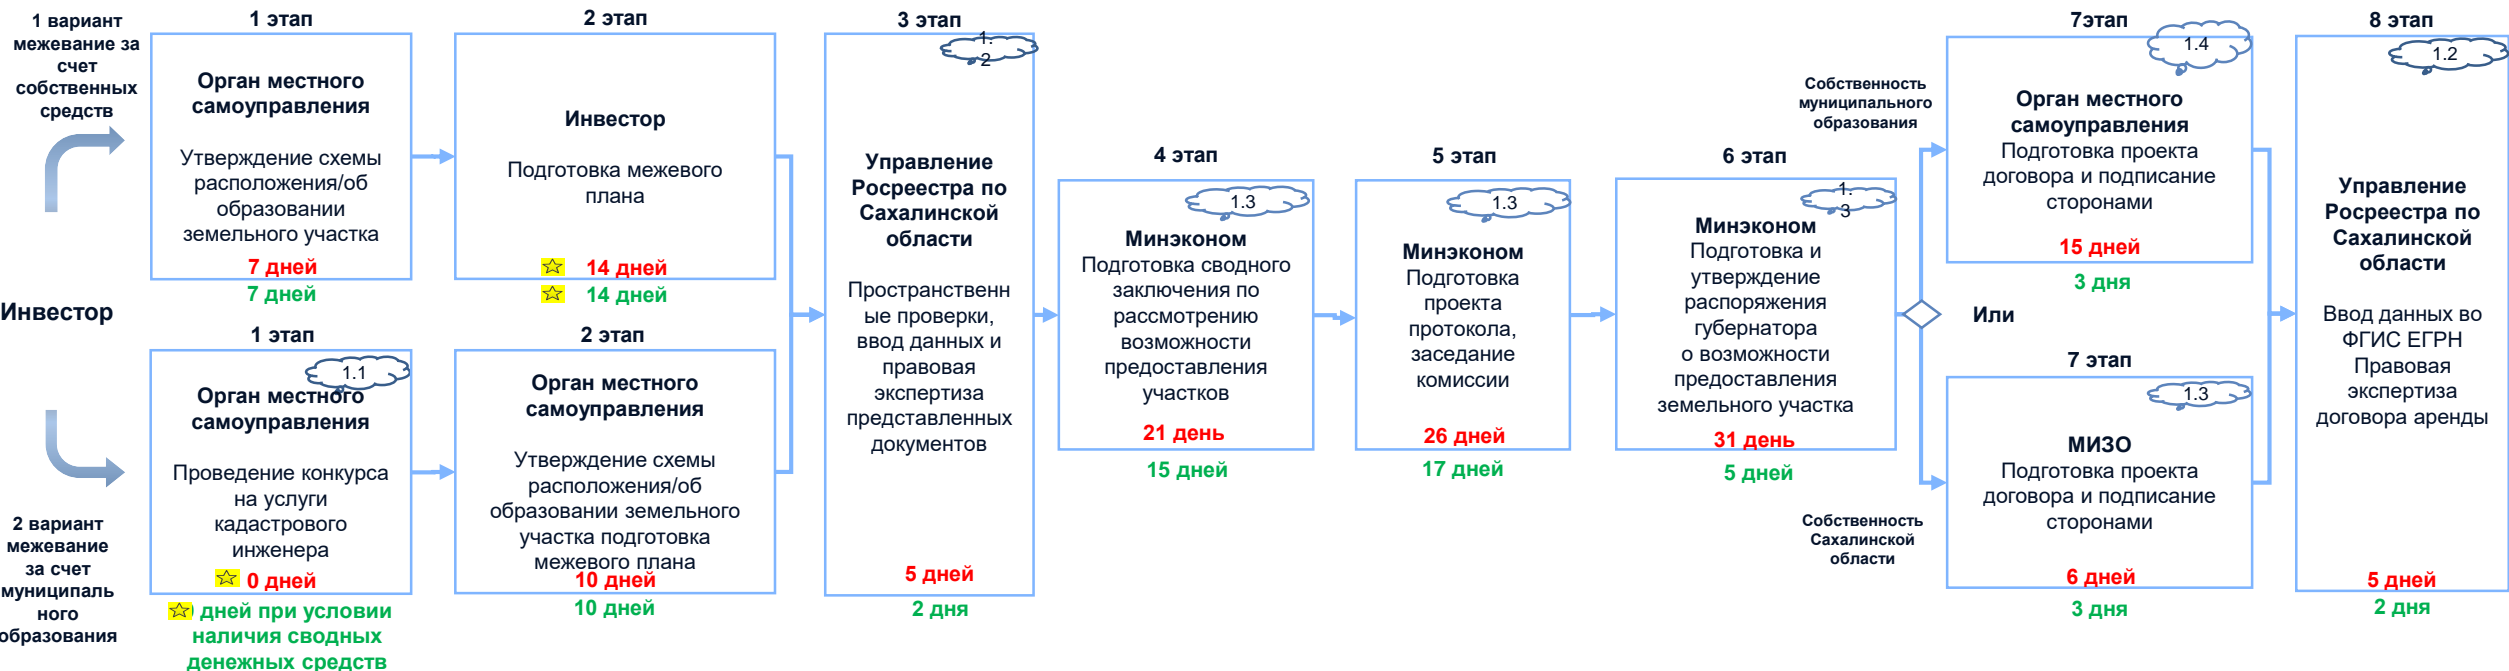 1 вариант
межевание за
счет
собственных
средств
Инвестор
2 вариант
межевание
за счет
муниципаль
ного
образования
1 этап
Орган местного
самоуправления
Утверждение схемы
расположения/об
образовании
земельного участка
7 дней
7 дней
2 этап
Инвестор
Подготовка межевого
плана
14 дней
14 дней
1 этап
1.1
Орган местного
самоуправления
Проведение конкурса
на услуги
кадастрового
инженера
0 дней
дней при условии
наличия сводных
денежных средств
2 этап
Орган местного
самоуправления
Утверждение схемы
расположения/об
образовании земельного
участка подготовка
межевого плана
10 дней
10 дней
3 этап
1.
2
Управление
Росреестра по
Сахалинской
области
Пространственн
ые проверки,
ввод данных и
правовая
экспертиза
представленных
документов
5 дней
2 дня
4 этап
1.3
Минэконом
Подготовка сводного
заключения по
рассмотрению
возможности
предоставления
участков
21 день
15 дней
5 этап
1.3
Минэконом
Подготовка
проекта
протокола,
заседание
комиссии
26 дней
17 дней
6 этап
1.
3
Минэконом
Подготовка и
утверждение
распоряжения
губернатора
о возможности
предоставления
земельного участка
31 день
5 дней
Собственность
муниципального
образования
Или
Собственность
Сахалинской
области
7этап
1.4
Орган местного
самоуправления
Подготовка проекта
договора и подписание
сторонами
15 дней
3 дня
7 этап
1.3
МИЗО
Подготовка проекта
договора и подписание
сторонами
6 дней
3 дня
8 этап
1.2
Управление
Росреестра по
Сахалинской
области
Ввод данных во
ФГИС ЕГРН
Правовая
экспертиза
договора аренды
5 дней
2 дня